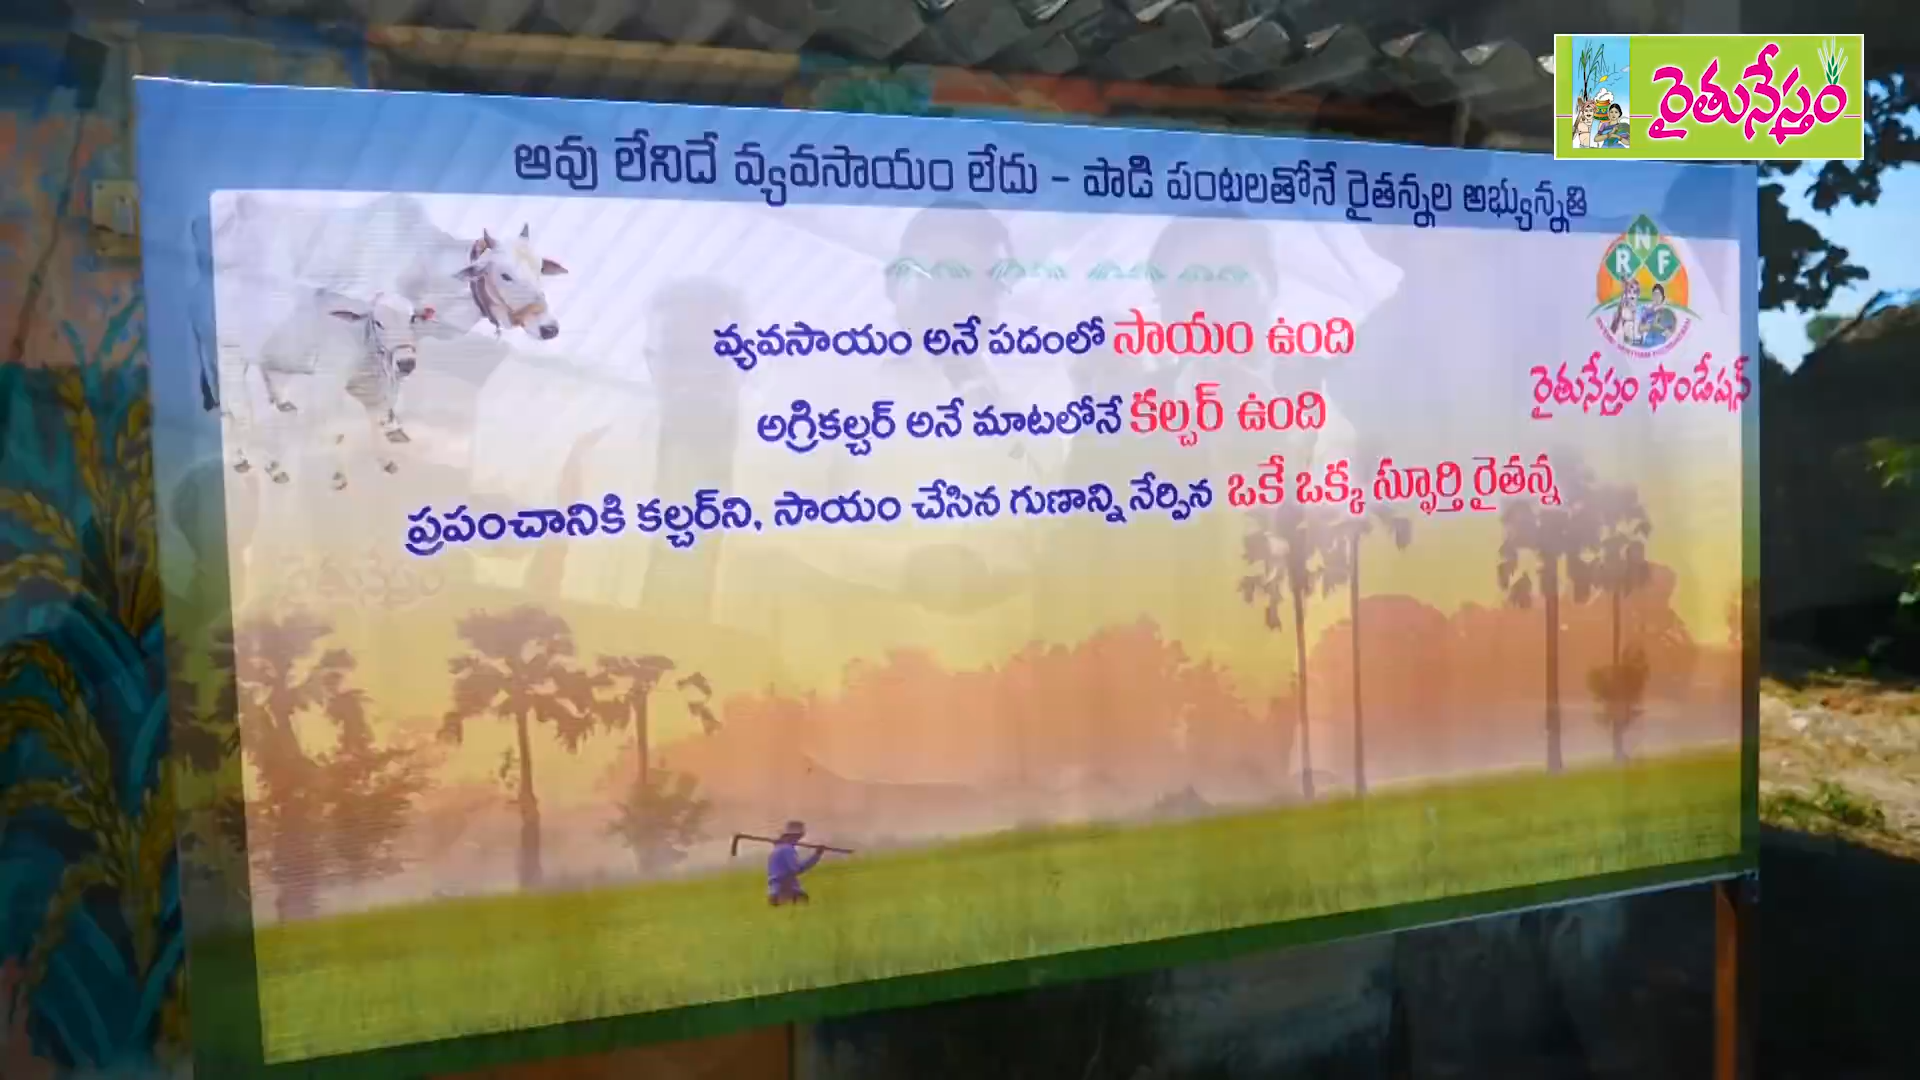 రైతునేస్తం
అవు లేనిదే వ్యవసాయం లేదు - పాడి పంటలతోనే రైతన్నల అభ్యున్నతి
R N F
వ్యవసాయం అనే పదంలో సాయం ఉంది
రైతునేస్తం ఫౌండేషన్
అగ్రికల్చర్ అనే మాటలోనే కల్చర్ ఉంది
ప్రపంచానికి కల్చర్‌ని, సాయం చేసిన గుణాన్ని నేర్పిన ఒకే ఒక్క స్ఫూర్తి రైతన్న
రైతునేస్తం